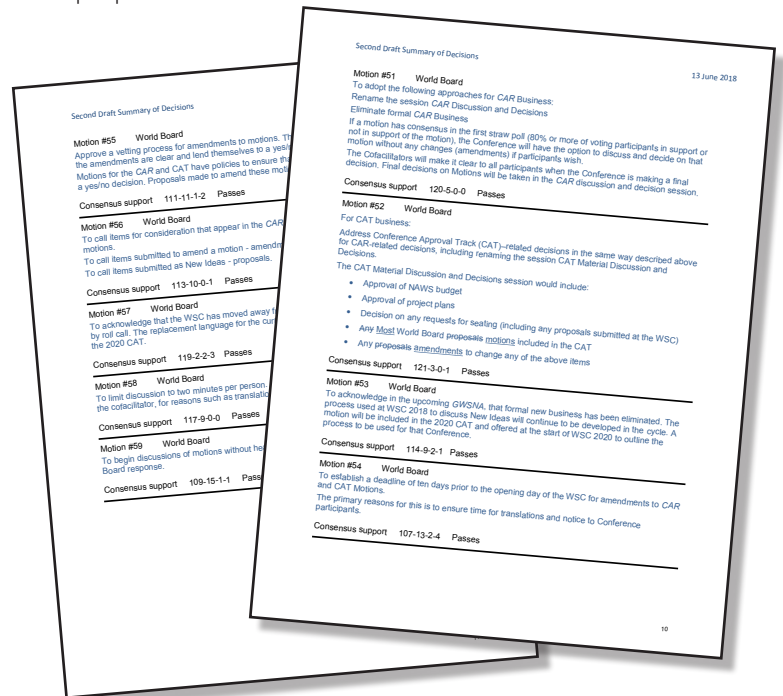 Second Draft Summary of Decisions
Motion #55 World Board
Approve a vetting process for amendments to motions. Th
the amendments are clear and lend themselves to a yes/n
Motions for the CAR and CAT have policies to ensure tha
a yes/no decision. Proposals made to amend these moti
Consensus support 111-11-1-2 Passes
Motion #56 World Board
To call items for consideration that appear in the CAR
motions.
To call items submitted to amend a motion - amendm
To call items submitted as New Ideas - proposals.
Consensus support 113-10-0-1 Passes
Motion #57 World Board
To acknowledge that the WSC has moved away f
by roll call. The replacement language for the cur
the 2020 CAT.
Consensus support 119-2-2-3 Passes
Motion #58 World Board
To limit discussion to two minutes per person.
the cofacilitator, for reasons such as translatio
Consensus support 117-9-0-0 Passes
Motion #59 World Board
To begin discussions of motions without hea
Board response.
Consensus support 109-15-1-1 Pass
Second Draft Summary of Decisions 13 June 2018
Motion #51 World Board
To adopt the following approaches for CAR Business:
Rename the session CAR Discussion and Decisions
Eliminate formal CAR Business
If a motion has consensus in the first straw poll (80% or more of voting participants in support or
not in support of the motion), the Conference will have the option to discuss and decide on that
motion without any changes (amendments) if participants wish.
The Cofacilitators will make it clear to all participants when the Conference is making a final
decision. Final decisions on Motions will be taken in the CAR discussion and decision session.
Consensus support 120-5-0-0 Passes
Motion #52 World Board
For CAT business:
Address Conference Approval Track (CAT)–related decisions in the same way described above
for CAR-related decisions, including renaming the session CAT Material Discussion and
Decisions.
The CAT Material Discussion and Decisions session would include:
• Approval of NAWS budget
• Approval of project plans
• Decision on any requests for seating (including any proposals submitted at the WSC)
• Any Most World Board proposals motions included in the CAT
• Any proposals amendments to change any of the above items
Consensus support 121-3-0-1 Passes
Motion #53 World Board
To acknowledge in the upcoming GWSNA, that formal new business has been eliminated. The
process used at WSC 2018 to discuss New Ideas will continue to be developed in the cycle. A
motion will be included in the 2020 CAT and offered at the start of WSC 2020 to outline the
process to be used for that Conference.
Consensus support 114-9-2-1 Passes
Motion #54 World Board
To establish a deadline of ten days prior to the opening day of the WSC for amendments to CAR
and CAT Motions.
The primary reasons for this is to ensure time for translations and notice to Conference
participants.
Consensus support 107-13-2-4 Passes
10